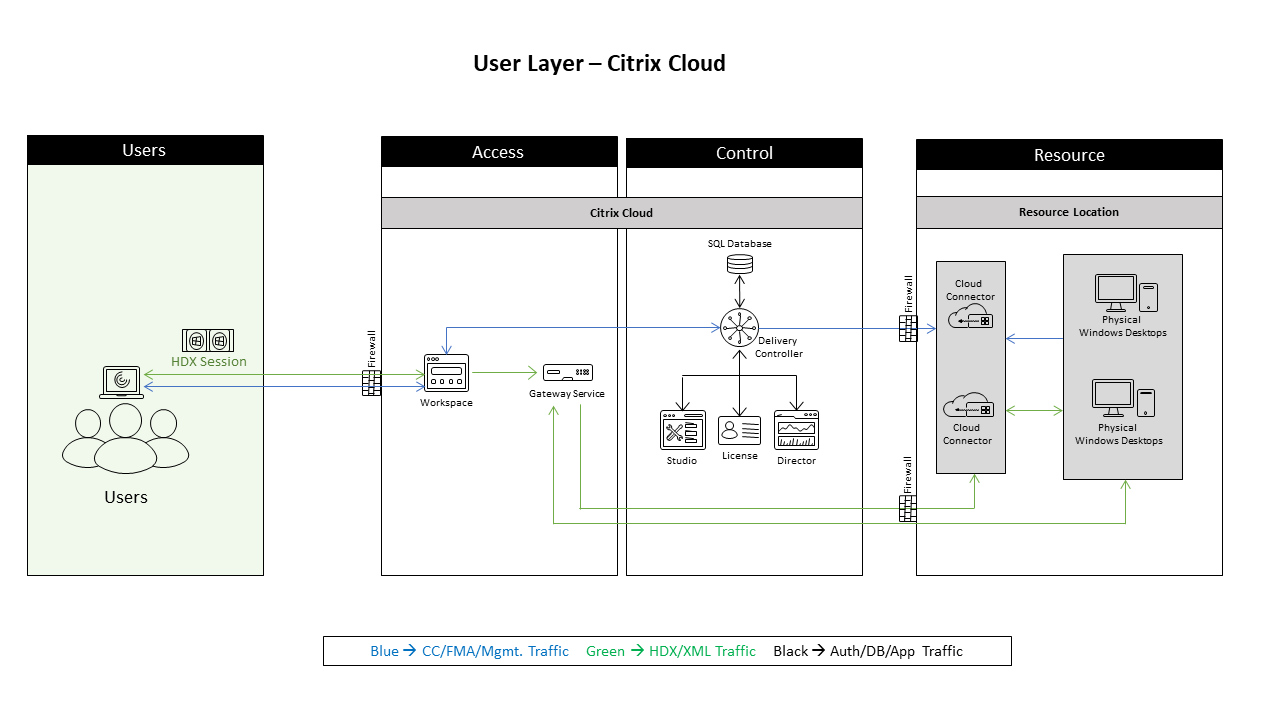 User Layer – Citrix Cloud
Users
Access
Control
Resource
Citrix Cloud
Resource Location
SQL Database
Firewall
Cloud
Connector
Physical
Windows Desktops
HDX Session
Firewall
Delivery
Controller
Workspace
Gateway Service
Cloud
Connector
Physical
Windows Desktops
Studio
License
Director
Firewall
Users
Blue → CC/FMA/Mgmt. Traffic Green → HDX/XML Traffic Black → Auth/DB/App Traffic